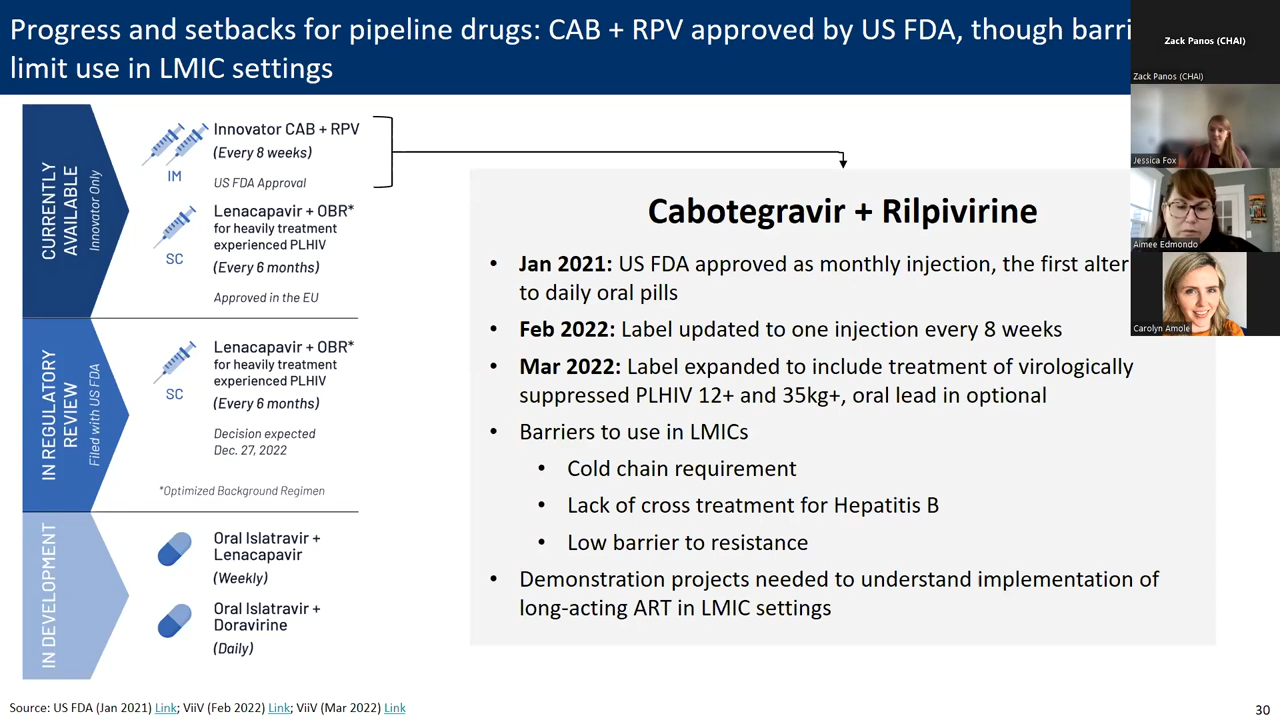 Progress and setbacks for pipeline drugs: CAB + RPV approved by US FDA, though barri
limit use in LMIC settings
CURRENTLY
AVAILABLE
Innovator Only
Innovator CAB + RPV
(Every 8 weeks)
IM
US FDA Approval
Lenacapavir + OBR*
for heavily treatment
experienced PLHIV
SC
(Every 6 months)
Approved in the EU
IN REGULATORY
REVIEW
Filed with US FDA
Lenacapavir + OBR*
for heavily treatment
experienced PLHIV
SC
(Every 6 months)
Decision expected
Dec. 27, 2022
*Optimized Background Regimen
IN DEVELOPMENT
Oral Islatravir +
Lenacapavir
(Weekly)
Oral Islatravir +
Doravirine
(Daily)
Cabotegravir + Rilpivirine
• Jan 2021: US FDA approved as monthly injection, the first alter
to daily oral pills
• Feb 2022: Label updated to one injection every 8 weeks
• Mar 2022: Label expanded to include treatment of virologically
suppressed PLHIV 12+ and 35kg+, oral lead in optional
• Barriers to use in LMICs
• Cold chain requirement
• Lack of cross treatment for Hepatitis B
• Low barrier to resistance
• Demonstration projects needed to understand implementation of
long-acting ART in LMIC settings
Zack Panos (CHAI)
Zack Panos (CHAI)
Jessica Fox
Aimee Edmondo
Carolyn Amole
Source: US FDA (Jan 2021) Link; ViiV (Feb 2022) Link; ViiV (Mar 2022) Link
30